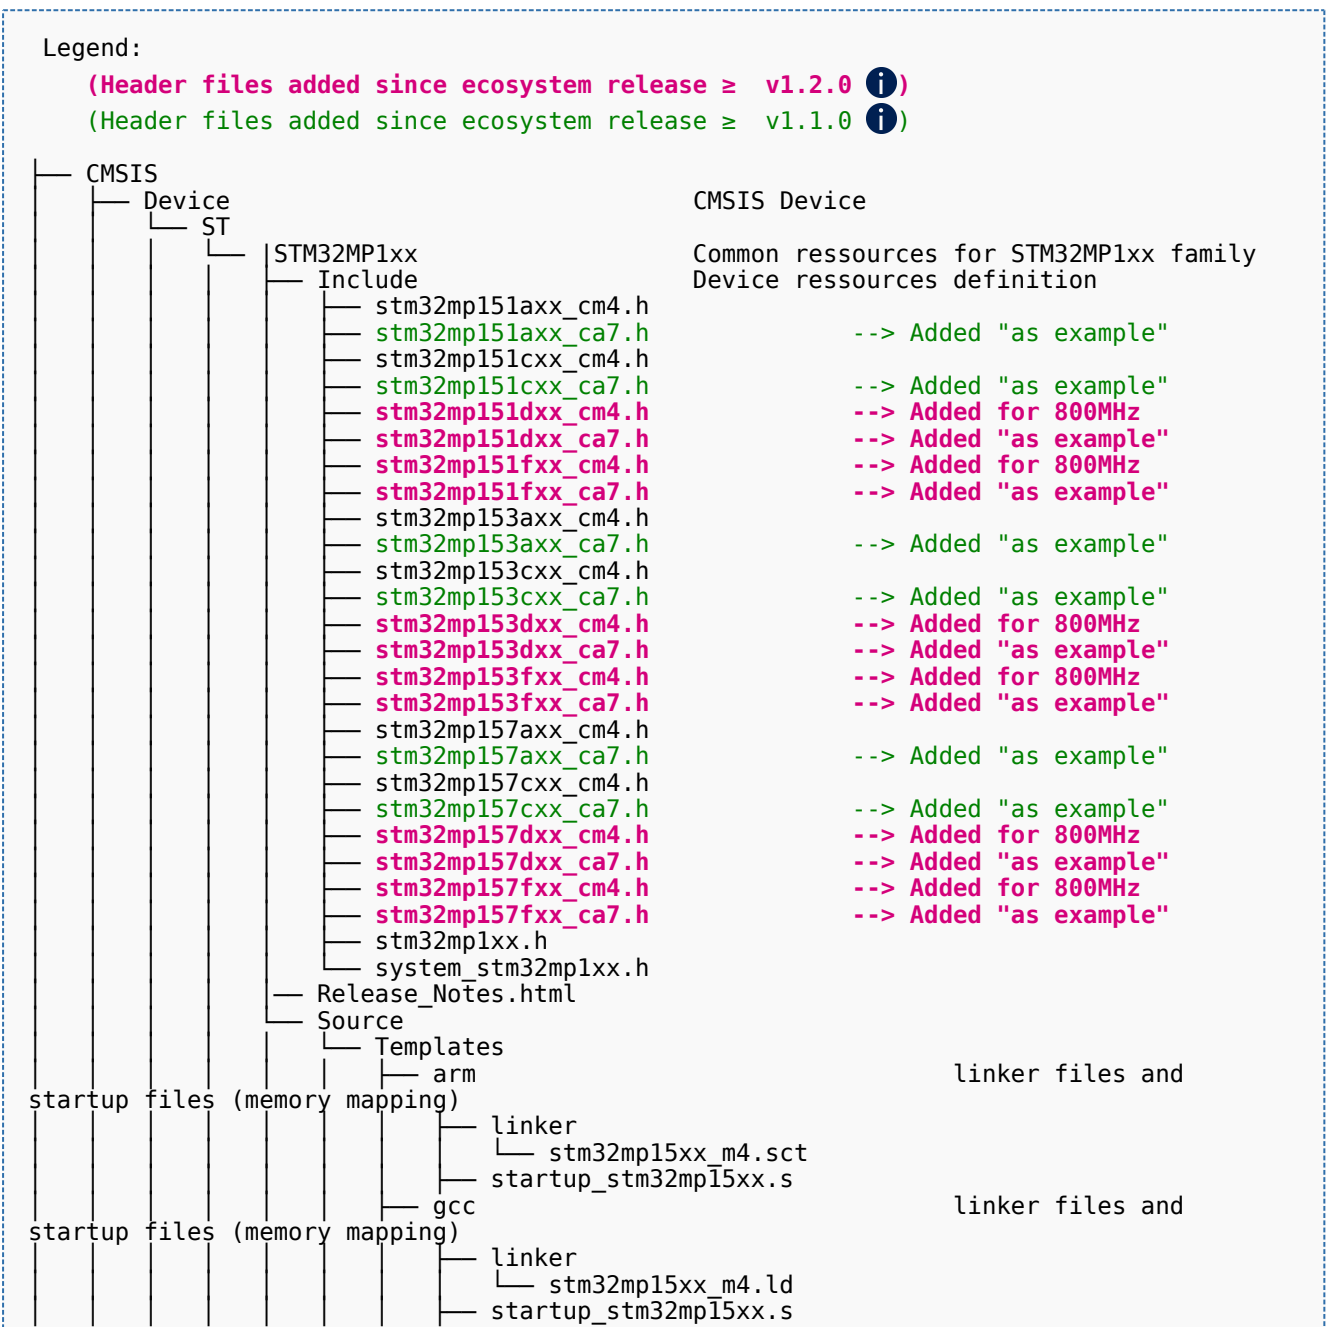 Legend:
(Header files added since ecosystem release ≥  v1.2.0 i)
(Header files added since ecosystem release ≥  v1.1.0 i)
├── CMSIS
│   ├── Device                                CMSIS Device
│   │   └── ST
│   │   │   └── |STM32MP1xx                   Common ressources for STM32MP1xx family
│   │   │   │   ├── Include                   Device ressources definition
│   │   │   │   │   ├── stm32mp151axx_cm4.h
│   │   │   │   │   ├── stm32mp151axx_ca7.h              --> Added "as example"
│   │   │   │   │   ├── stm32mp151cxx_cm4.h
│   │   │   │   │   ├── stm32mp151cxx_ca7.h              --> Added "as example"
│   │   │   │   │   ├── stm32mp151dxx_cm4.h              --> Added for 800MHz
│   │   │   │   │   ├── stm32mp151dxx_ca7.h              --> Added "as example"
│   │   │   │   │   ├── stm32mp151fxx_cm4.h              --> Added for 800MHz
│   │   │   │   │   ├── stm32mp151fxx_ca7.h              --> Added "as example"
│   │   │   │   │   ├── stm32mp153axx_cm4.h
│   │   │   │   │   ├── stm32mp153axx_ca7.h              --> Added "as example"
│   │   │   │   │   ├── stm32mp153cxx_cm4.h
│   │   │   │   │   ├── stm32mp153cxx_ca7.h              --> Added "as example"
│   │   │   │   │   ├── stm32mp153dxx_cm4.h              --> Added for 800MHz
│   │   │   │   │   ├── stm32mp153dxx_ca7.h              --> Added "as example"
│   │   │   │   │   ├── stm32mp153fxx_cm4.h              --> Added for 800MHz
│   │   │   │   │   ├── stm32mp153fxx_ca7.h              --> Added "as example"
│   │   │   │   │   ├── stm32mp157axx_cm4.h
│   │   │   │   │   ├── stm32mp157axx_ca7.h              --> Added "as example"
│   │   │   │   │   ├── stm32mp157cxx_cm4.h
│   │   │   │   │   ├── stm32mp157cxx_ca7.h              --> Added "as example"
│   │   │   │   │   ├── stm32mp157dxx_cm4.h              --> Added for 800MHz
│   │   │   │   │   ├── stm32mp157dxx_ca7.h              --> Added "as example"
│   │   │   │   │   ├── stm32mp157fxx_cm4.h              --> Added for 800MHz
│   │   │   │   │   ├── stm32mp157fxx_ca7.h              --> Added "as example"
│   │   │   │   │   ├── stm32mp1xx.h
│   │   │   │   │   └── system_stm32mp1xx.h
│   │   │   │   |── Release_Notes.html
│   │   │   │   └── Source
│   │   │   │   │   └── Templates
│   │   │   │   │   │   ├── arm                                 linker files and
startup files (memory mapping)
│   │   │   │   │   │   │   ├── linker
│   │   │   │   │   │   │   │   └── stm32mp15xx_m4.sct
│   │   │   │   │   │   │   ├── startup_stm32mp15xx.s
│   │   │   │   │   │   ├── gcc                                 linker files and
startup files (memory mapping)
│   │   │   │   │   │   │   ├── linker
│   │   │   │   │   │   │   │   └── stm32mp15xx_m4.ld
│   │   │   │   │   │   │   ├── startup_stm32mp15xx.s